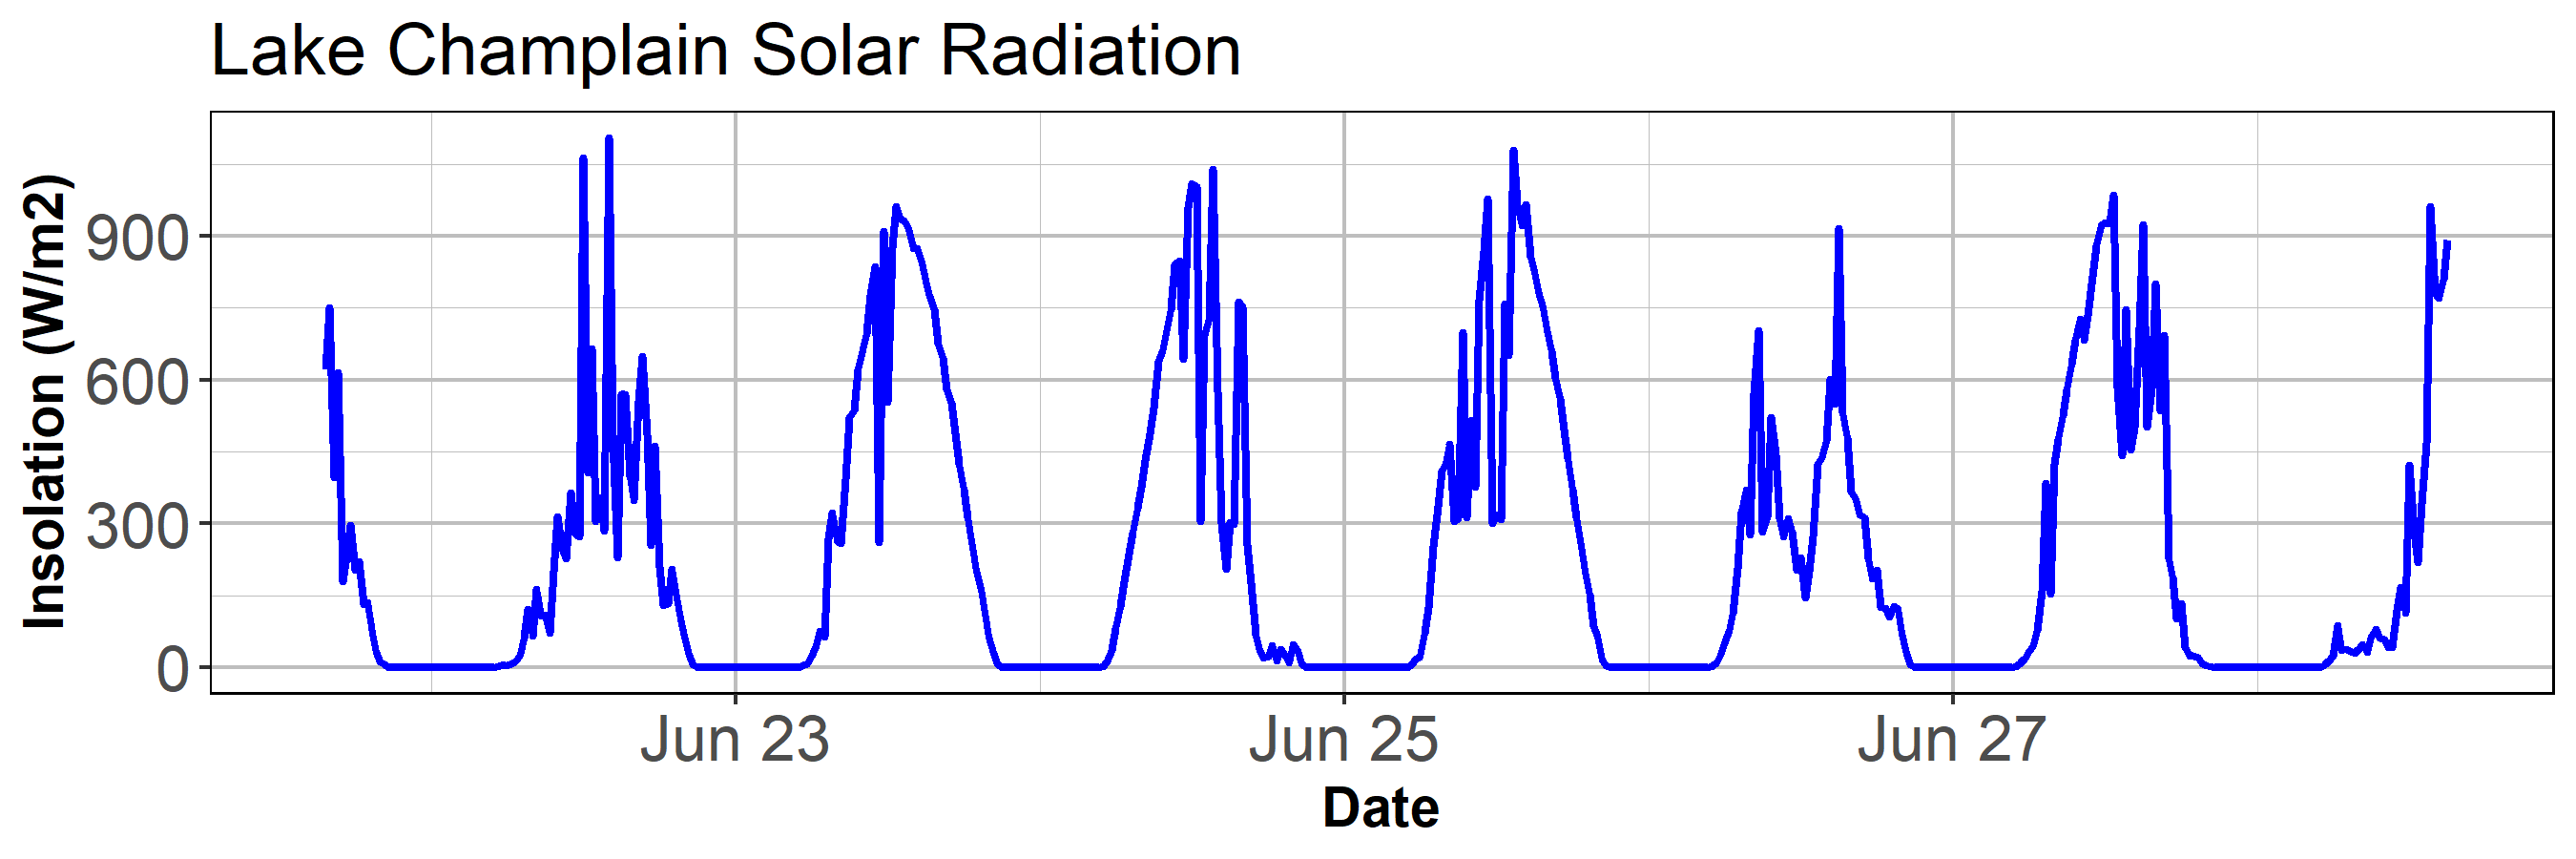 Lake Champlain Solar Radiation
Insolation (W/m2)
900
600
300
0
Jun 23
Jun 25
Jun 27
Date